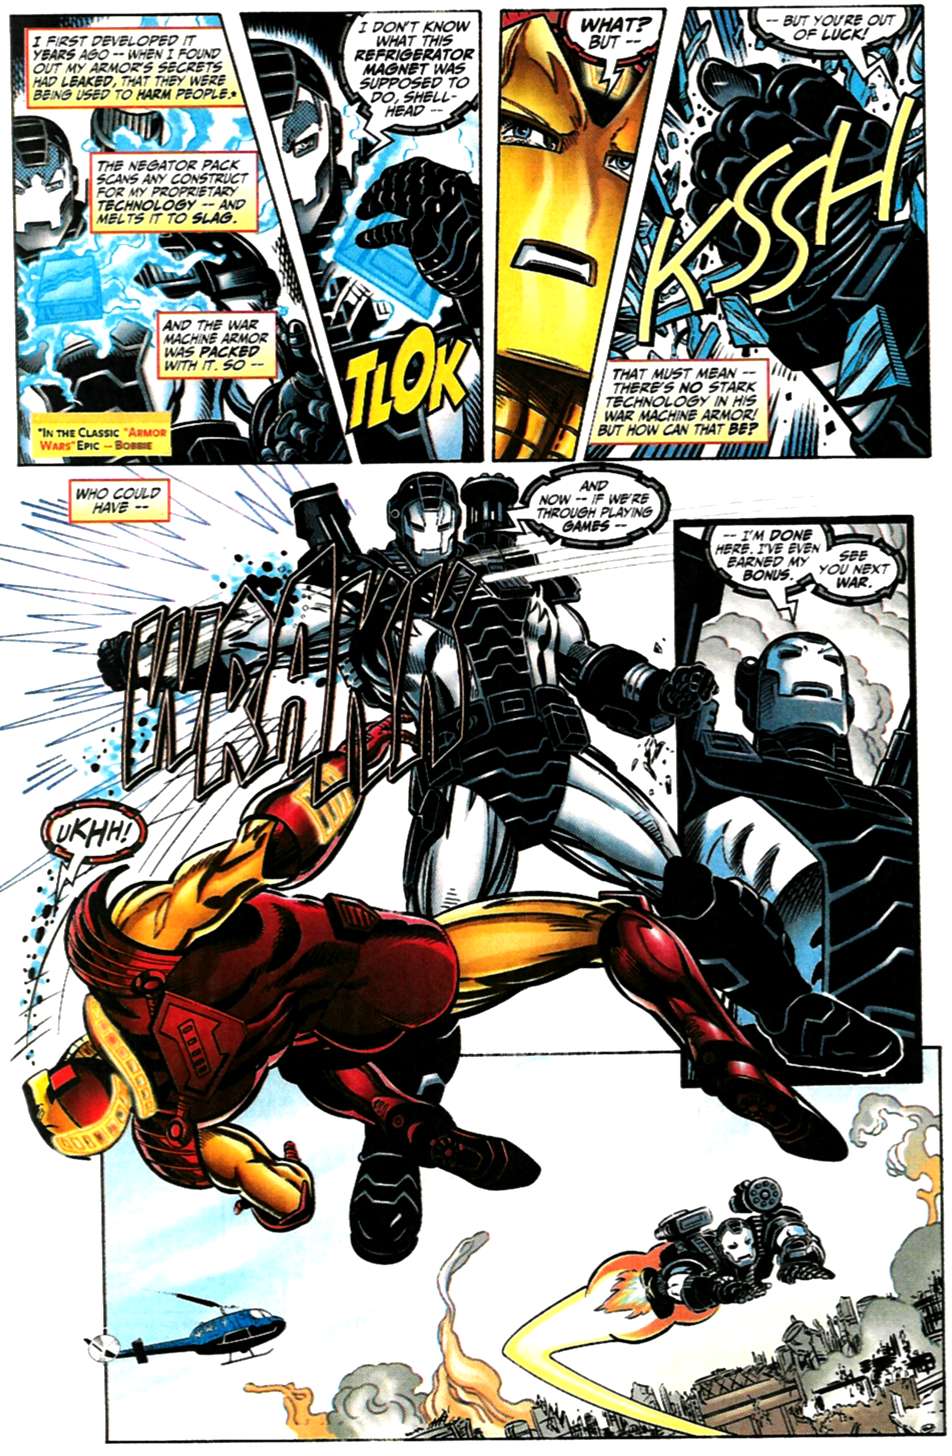 I FIRST DEVELOPED IT
YEARS AGO -- WHEN I FOUND
OUT MY ARMOR'S SECRETS
HAD LEAKED, THAT THEY WERE
BEING USED TO HARM PEOPLE.*
THE NEGATOR PACK
SCANS ANY CONSTRUCT
FOR MY PROPRIETARY
TECHNOLOGY -- AND
MELTS IT TO SLAG.
AND THE WAR
MACHINE ARMOR
WAS PACKED
WITH IT. SO --
*IN THE CLASSIC "ARMOR
WARS" EPIC -- BOBBIE
I DON'T KNOW
WHAT THIS
REFRIGERATOR
MAGNET WAS
SUPPOSED TO
DO, SHELL-
HEAD --
TLOK
WHAT?
BUT --
-- BUT YOU'RE OUT
OF LUCK!
KSSH
THAT MUST MEAN --
THERE'S NO STARK
TECHNOLOGY IN HIS
WAR MACHINE ARMOR!
BUT HOW CAN THAT BE?
WHO COULD
HAVE --
AND
NOW -- IF WE'RE
THROUGH PLAYING
GAMES --
WRRAAKKK
UKHH!
-- I'M DONE
HERE. I'VE EVEN
EARNED MY
BONUS.
SEE
YOU NEXT
WAR.